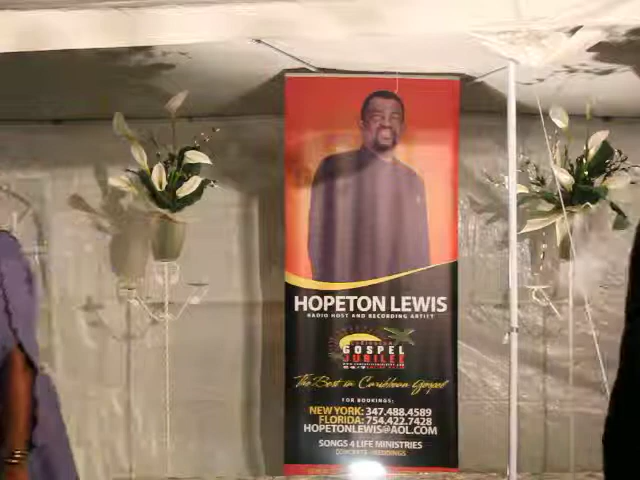 HOPETON LEWIS
RADIO HOST AND RECORDING ARTIST
CARIBBEAN
GOSPEL
JUBILEE
The Best in Caribbean Gospel
FOR BOOKINGS:
NEW YORK: 347.488.4589
FLORIDA: 754.422.7428
HOPETONLEWIS@AOL.COM
SONGS 4 LIFE MINISTRIES
CONCERTS - WEDDINGS